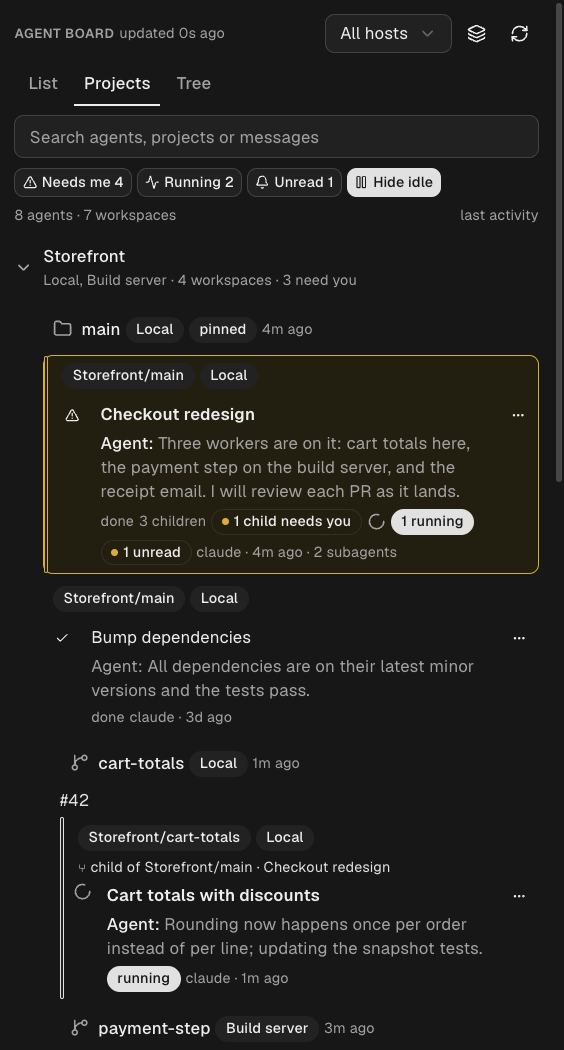 AGENT BOARD updated 0s ago
All hosts
List Projects Tree
Search agents, projects or messages
Needs me 4 Running 2 Unread 1 Hide idle
8 agents · 7 workspaces last activity
Storefront
Local, Build server · 4 workspaces · 3 need you
main Local pinned 4m ago
Storefront/main Local
Checkout redesign
Agent: Three workers are on it: cart totals here,
the payment step on the build server, and the
receipt email. I will review each PR as it lands.
done 3 children 1 child needs you 1 running
1 unread claude · 4m ago · 2 subagents
Storefront/main Local
Bump dependencies
Agent: All dependencies are on their latest minor
versions and the tests pass.
done claude · 3d ago
cart-totals Local 1m ago
#42
Storefront/cart-totals Local
child of Storefront/main · Checkout redesign
Cart totals with discounts
Agent: Rounding now happens once per order
instead of per line; updating the snapshot tests.
running claude · 1m ago
payment-step Build server 3m ago